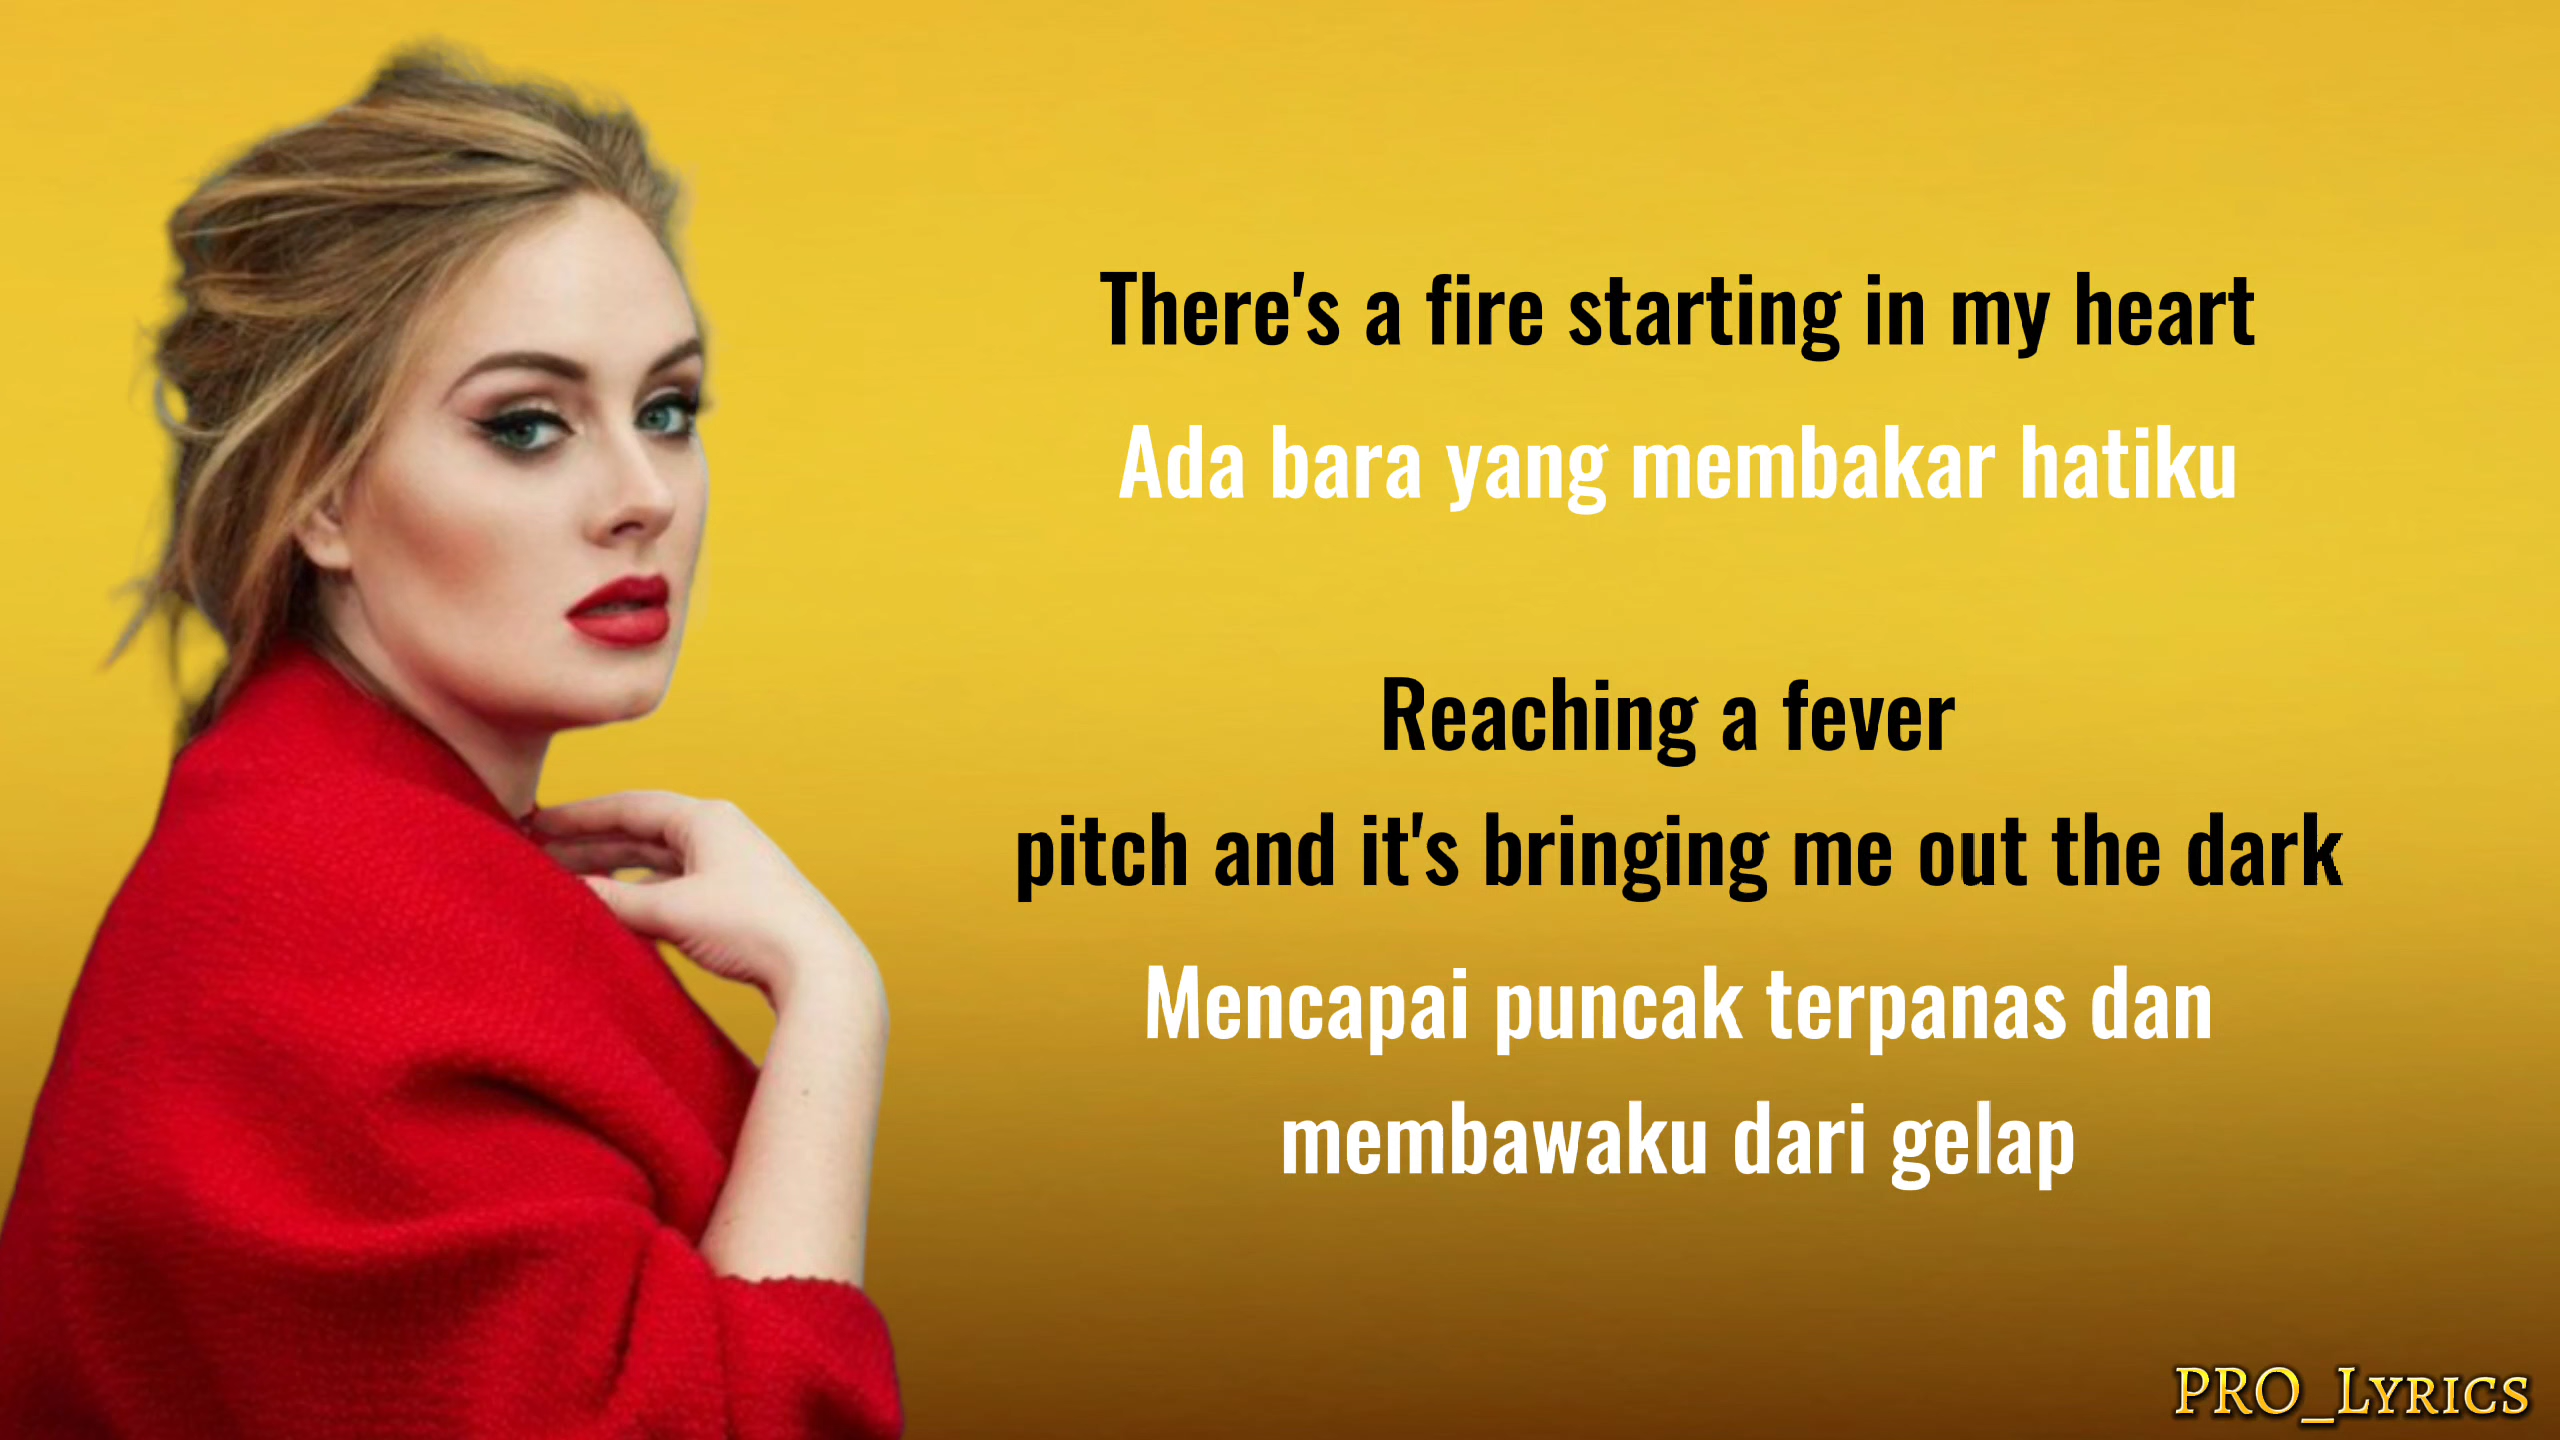 There's a fire starting in my heart
Ada bara yang membakar hatiku
Reaching a fever
pitch and it's bringing me out the dark
Mencapai puncak terpanas dan
membawaku dari gelap
PRO_Lyrics